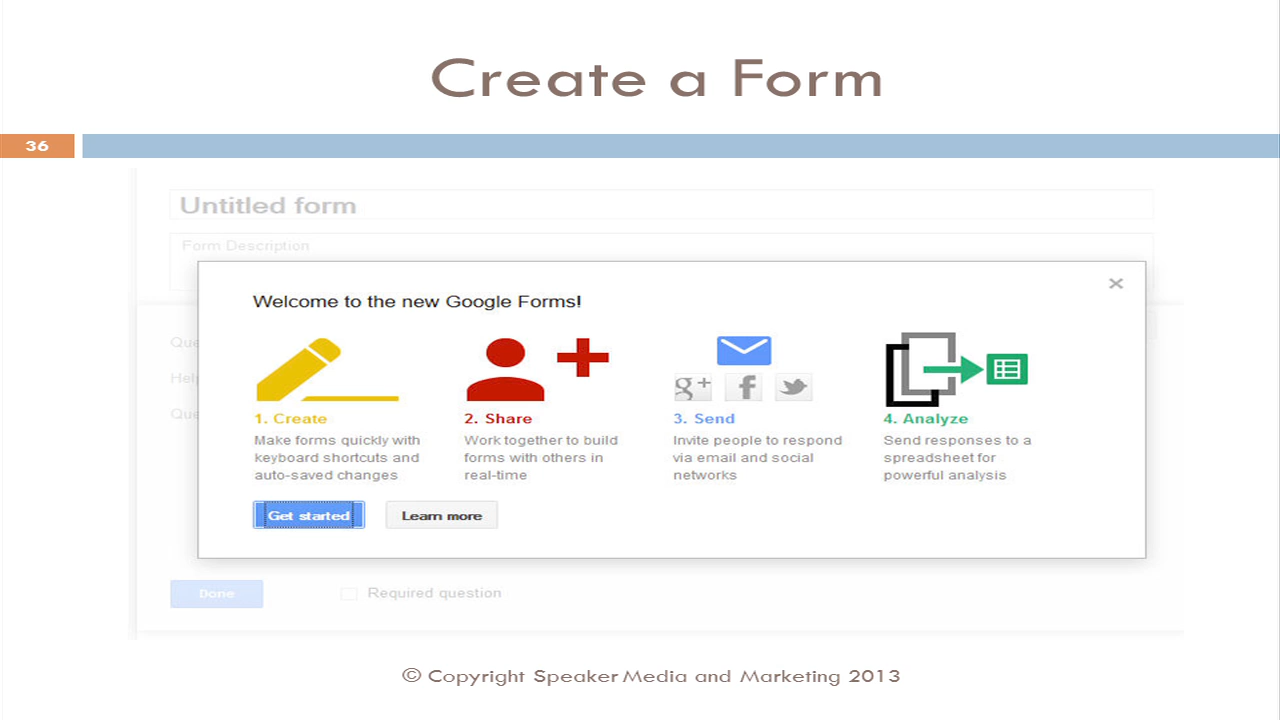 Create a Form
36
Untitled form
Form Description
Welcome to the new Google Forms!
1. Create
Make forms quickly with
keyboard shortcuts and
auto-saved changes
2. Share
Work together to build
forms with others in
real-time
3. Send
Invite people to respond
via email and social
networks
4. Analyze
Send responses to a
spreadsheet for
powerful analysis
Get started
Learn more
Done
Required question
© Copyright Speaker Media and Marketing 2013